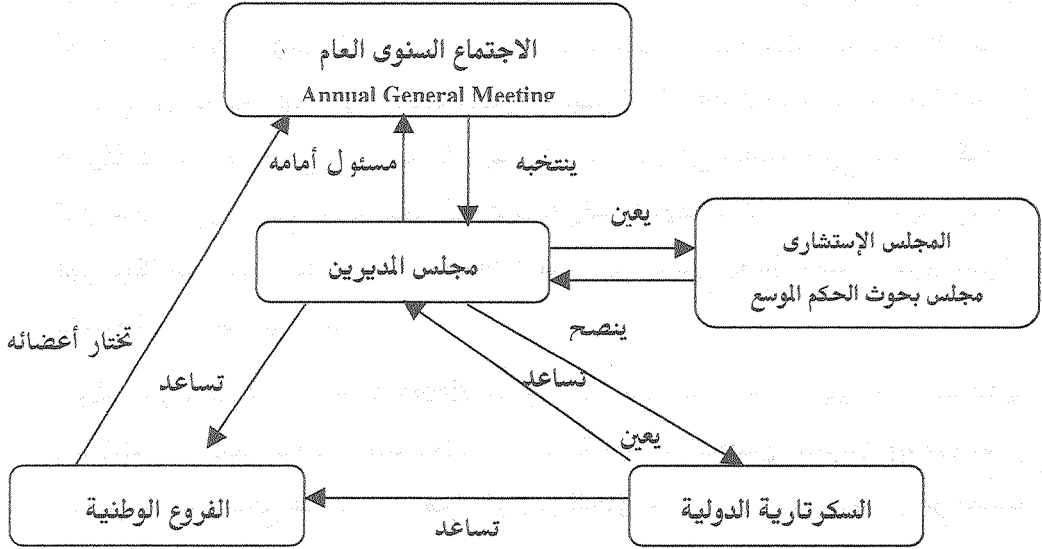 الاجتماع السنوى العام
Annual General Meeting
مسئول أمامه
ينتخبه
يعين
المجلس الإستشارى
مجلس بحوث الحكم الموسع
مجلس المديرين
ينصح
تختار أعضائه
تساعد
تساعد
يعين
الفروع الوطنية
السكرتارية الدولية
تساعد